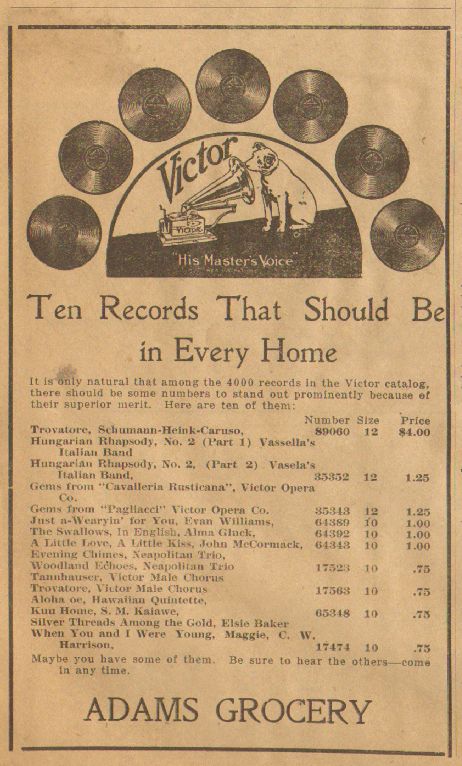 Victor
VICTOR
"His Master's Voice"
Ten Records That Should Be
in Every Home
It is only natural that among the 4000 records in the Victor catalog,
there should be some numbers to stand out prominently because of
their superior merit. Here are ten of them:
Number Size Price
Trovatore, Schumann-Heink-Caruso, 89060 12 $4.00
Hungarian Rhapsody, No. 2 (Part 1) Vassella's
Italian Band
Hungarian Rhapsody, No. 2, (Part 2) Vasela's
Italian Band, 35352 12 1.25
Gems from "Cavalleria Rusticana", Victor Opera
Co.
Gems from "Pagliacci" Victor Opera Co. 35343 12 1.25
Just a-Wearyin' for You, Evan Williams, 64389 10 1.00
The Swallows, in English, Alma Gluck, 64392 10 1.00
A Little Love, A Little Kiss, John McCormack, 64343 10 1.00
Evening Chimes, Neapolitan Trio,
Woodland Echoes, Neapolitan Trio 17523 10 .75
Tannhauser, Victor Male Chorus
Trovatore, Victor Male Chorus 17563 10 .75
Aloha oe, Hawaiian Quintette,
Kuu Home, S. M. Kaiawe, 65348 10 .75
Silver Threads Among the Gold, Elsie Baker
When You and I Were Young, Maggie, C. W.
Harrison, 17474 10 .75
Maybe you have some of them. Be sure to hear the others—come
in any time.
ADAMS GROCERY